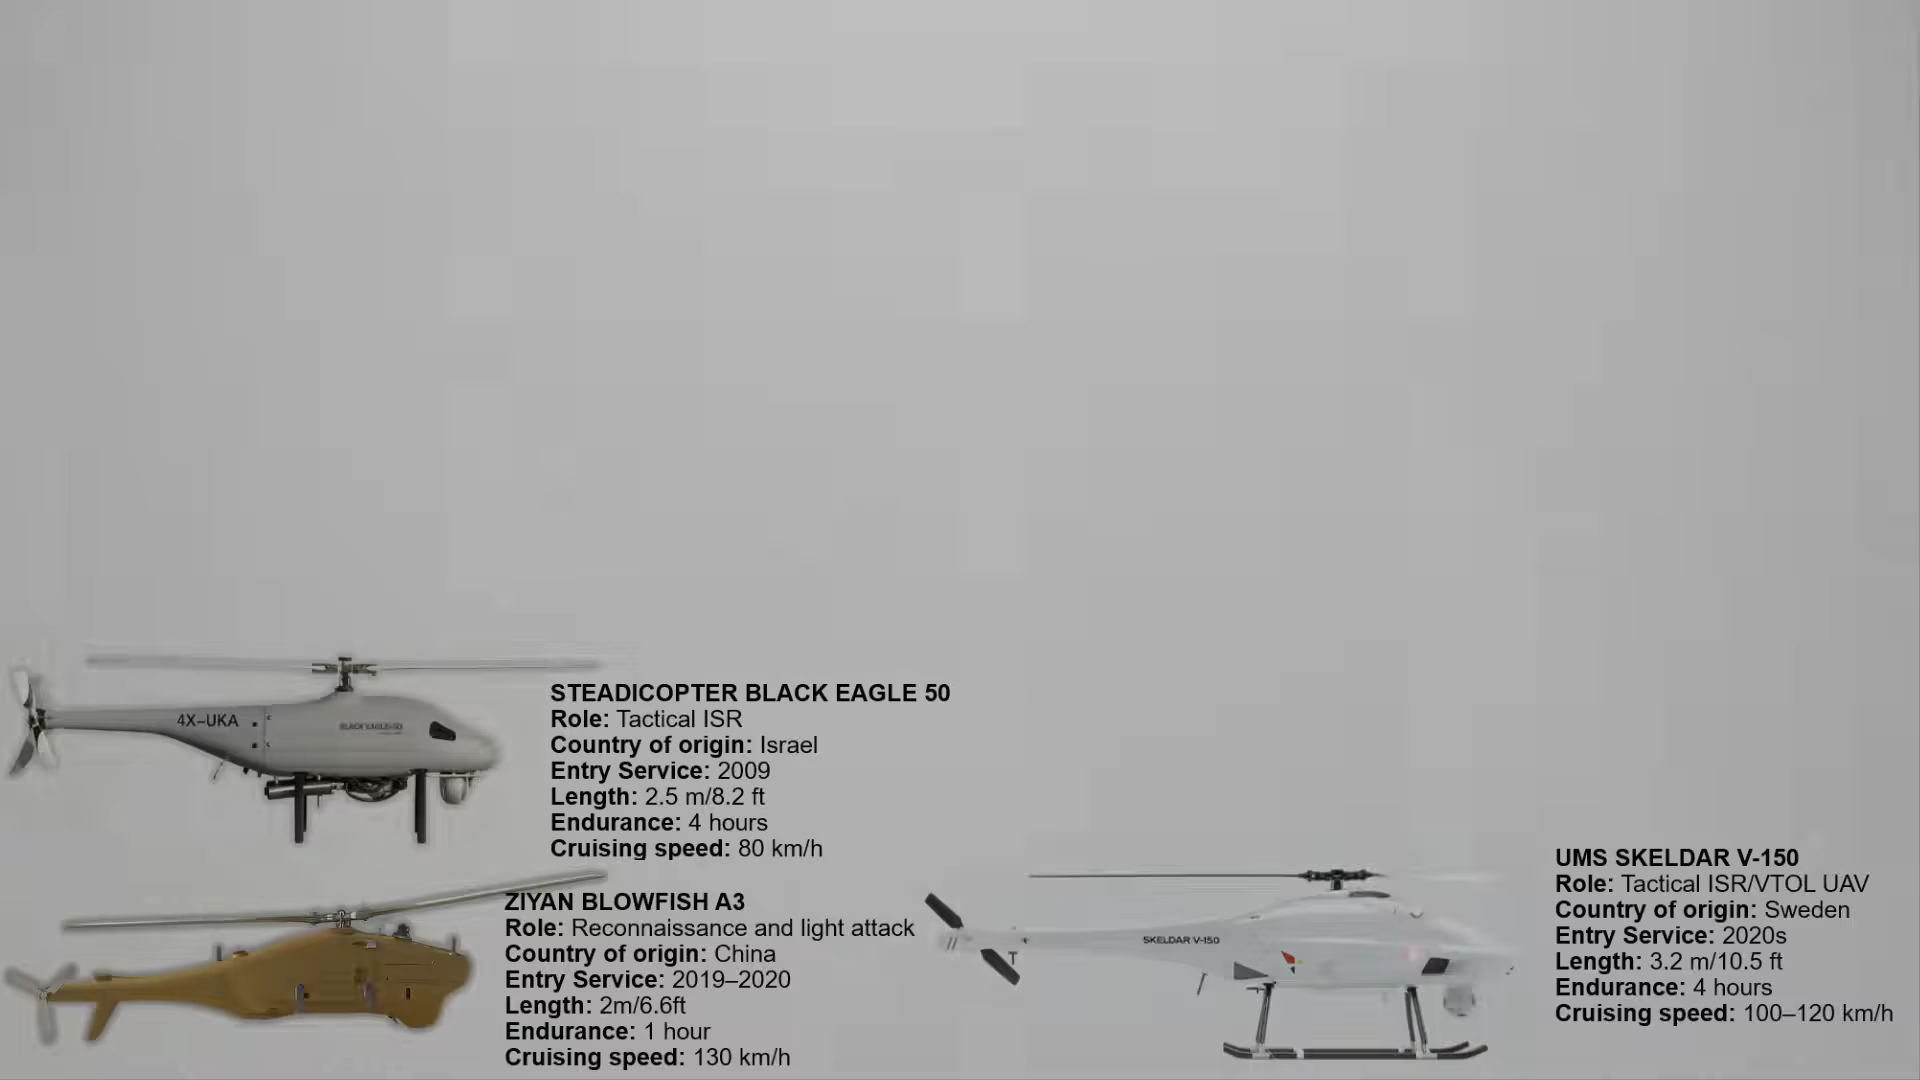 STEADICOPTER BLACK EAGLE 50
Role: Tactical ISR
Country of origin: Israel
Entry Service: 2009
Length: 2.5 m/8.2 ft
Endurance: 4 hours
Cruising speed: 80 km/h
4X-UKA
BLACK EAGLE-50
ZIYAN BLOWFISH A3
Role: Reconnaissance and light attack
Country of origin: China
Entry Service: 2019–2020
Length: 2m/6.6ft
Endurance: 1 hour
Cruising speed: 130 km/h
UMS SKELDAR V-150
Role: Tactical ISR/VTOL UAV
Country of origin: Sweden
Entry Service: 2020s
Length: 3.2 m/10.5 ft
Endurance: 4 hours
Cruising speed: 100–120 km/h
SKELDAR V-150